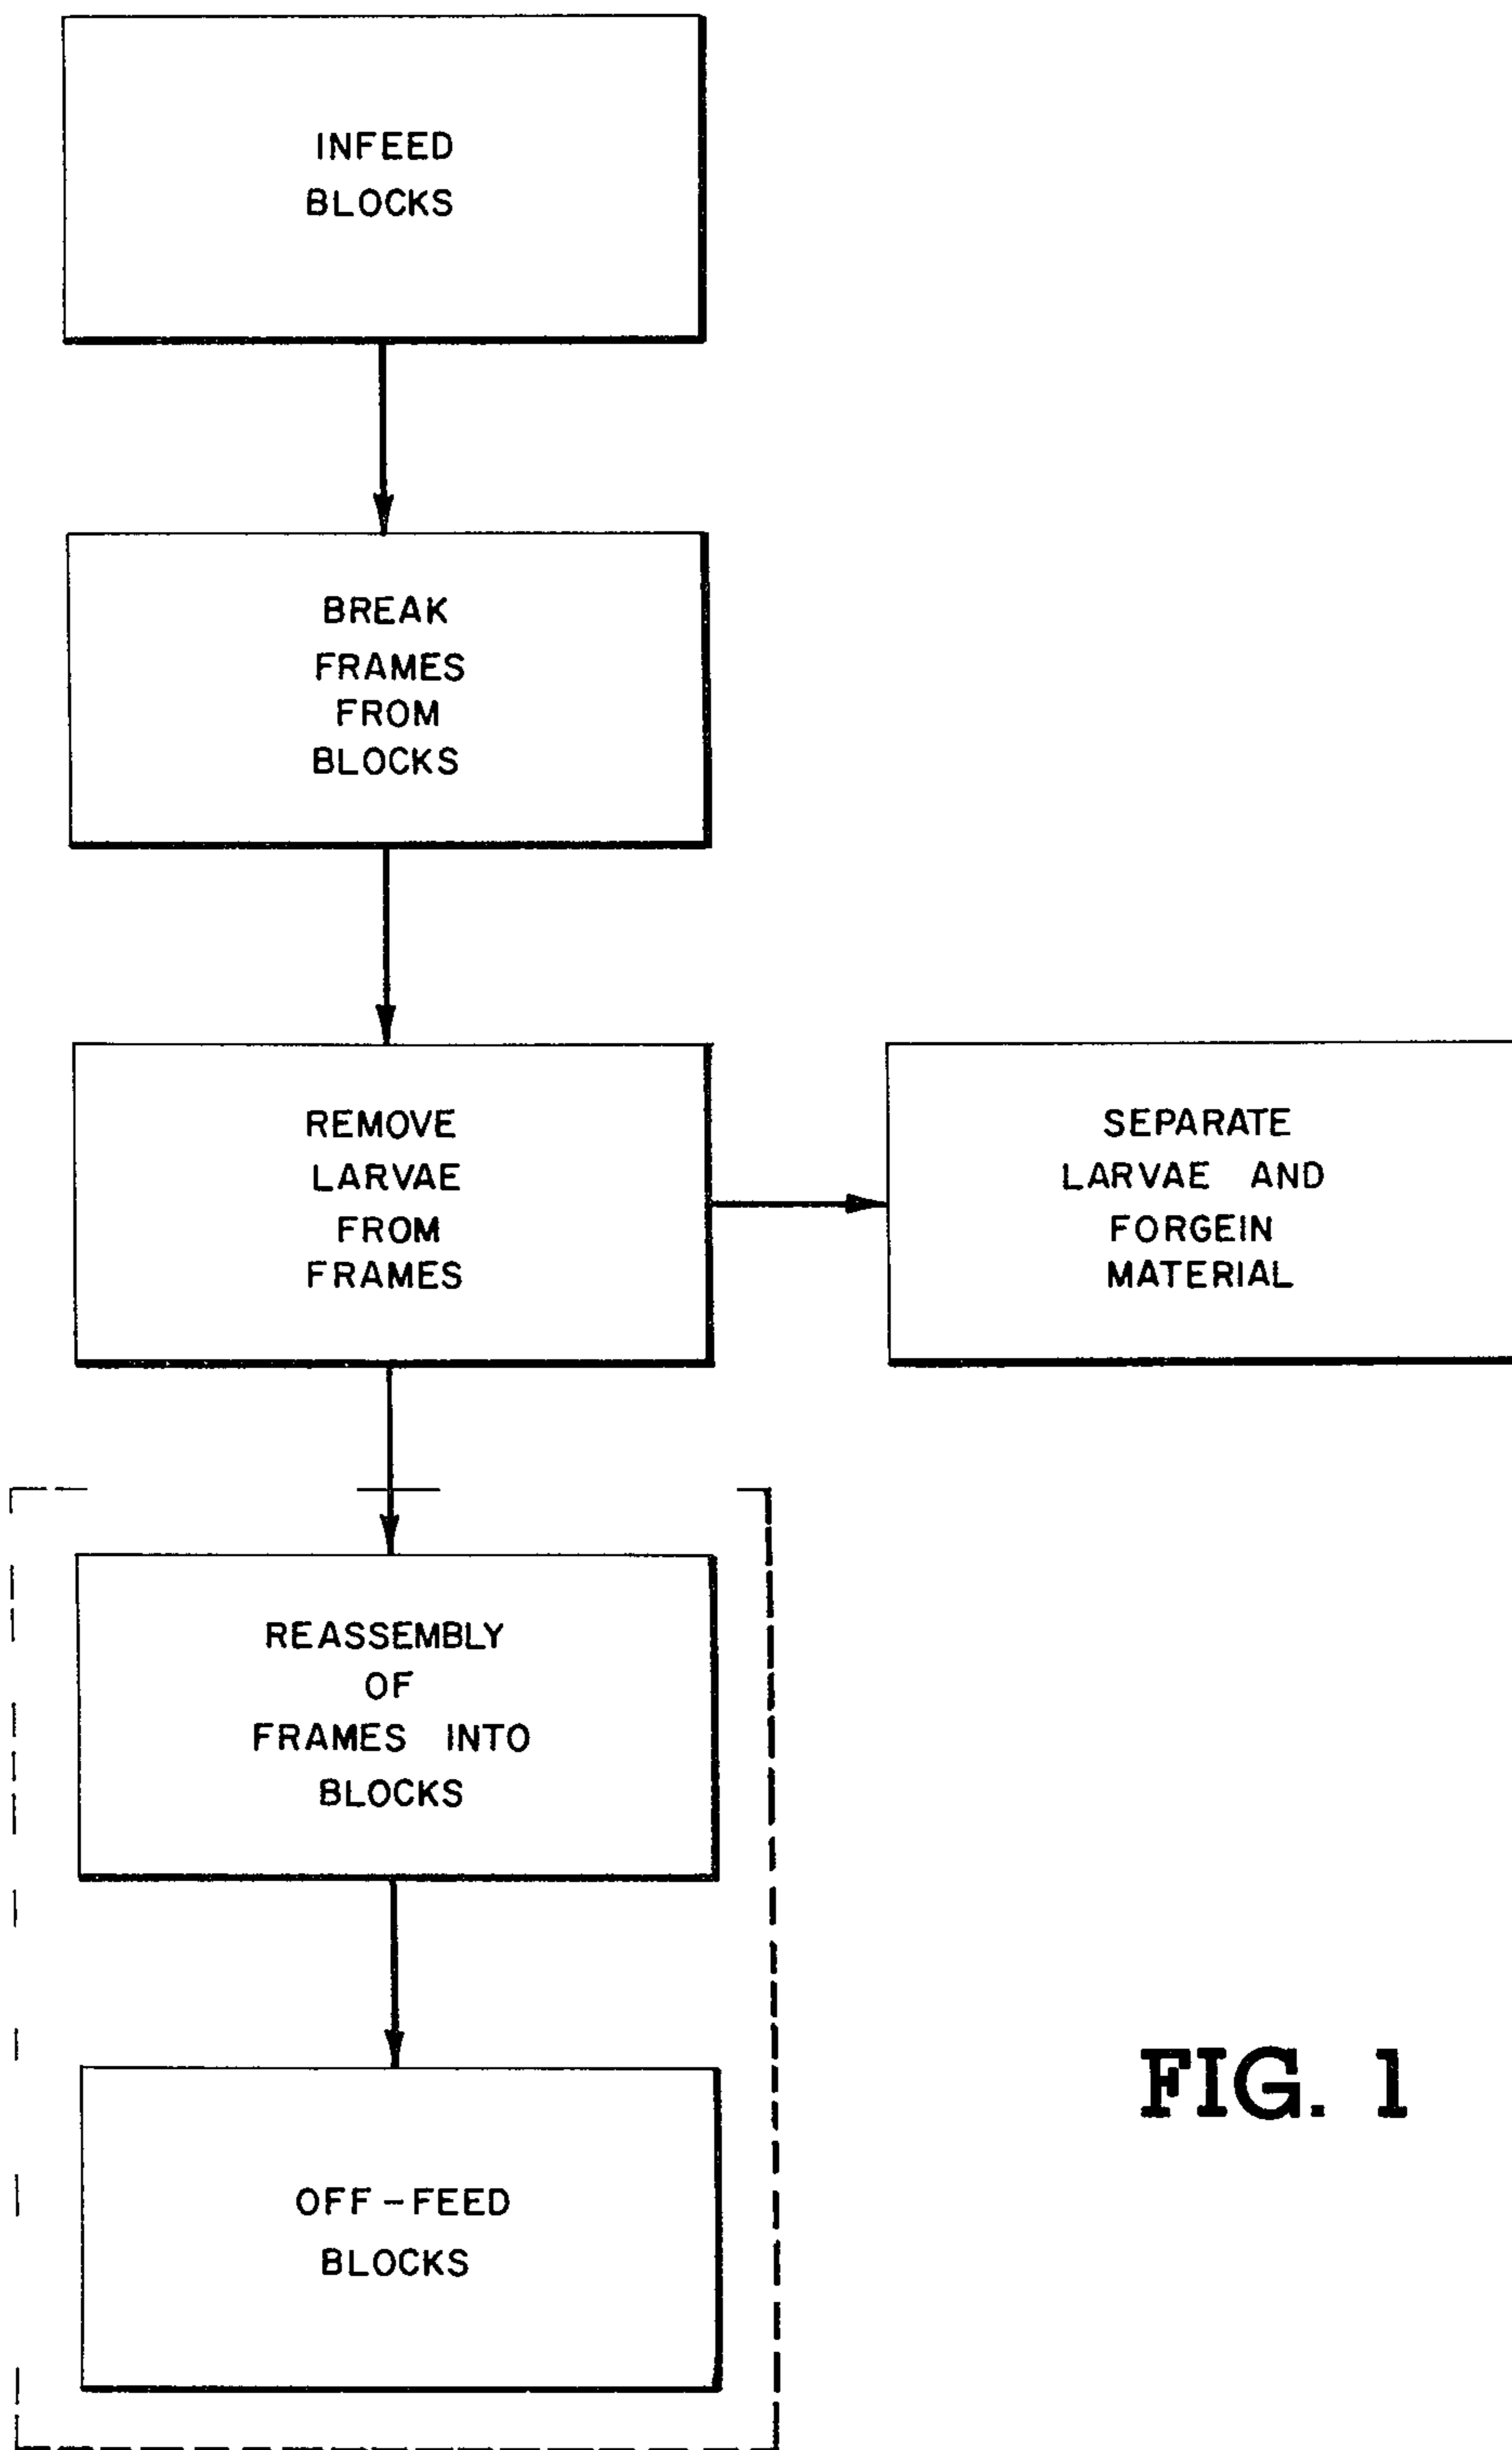 INFEED
BLOCKS
BREAK
FRAMES
FROM
BLOCKS
REMOVE
LARVAE
FROM
FRAMES
SEPARATE
LARVAE AND
FORGEIN
MATERIAL
REASSEMBLY
OF
FRAMES INTO
BLOCKS
OFF-FEED
BLOCKS
FIG. 1